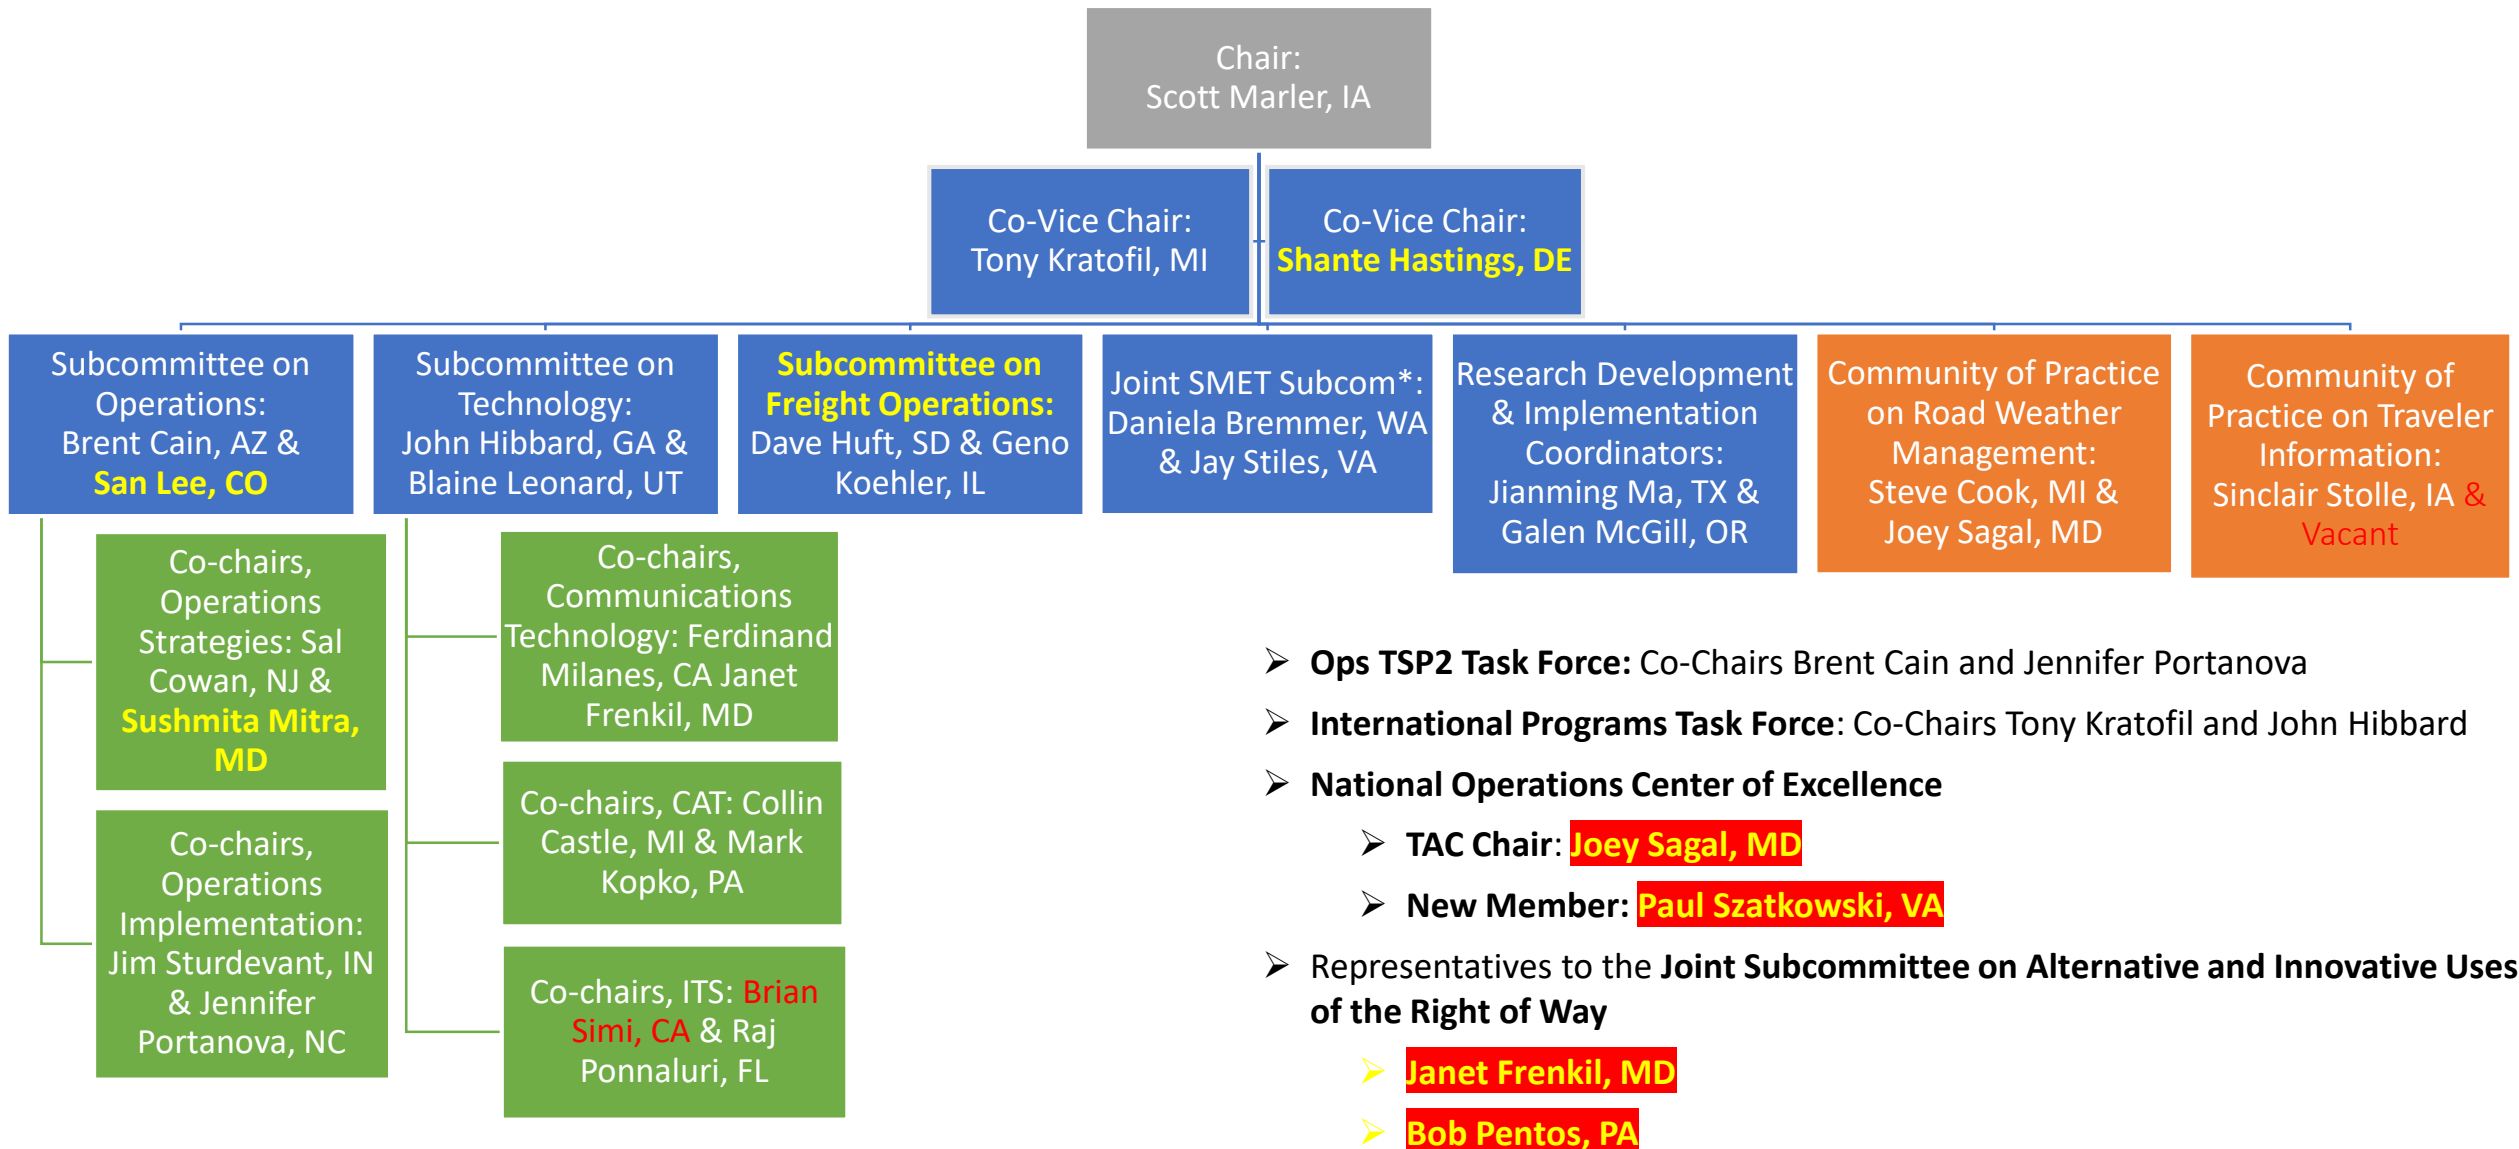 Chair:
Scott Marler, IA
Co-Vice Chair:
Tony Kratofil, MI
Co-Vice Chair:
Shante Hastings, DE
Subcommittee on
Operations:
Brent Cain, AZ &
San Lee, CO
Subcommittee on
Technology:
John Hibbard, GA &
Blaine Leonard, UT
Subcommittee on
Freight Operations:
Dave Huft, SD & Geno
Koehler, IL
Joint SMET Subcom*:
Daniela Bremmer, WA
& Jay Stiles, VA
Research Development
& Implementation
Coordinators:
Jianming Ma, TX &
Galen McGill, OR
Community of Practice
on Road Weather
Management:
Steve Cook, MI &
Joey Sagal, MD
Community of
Practice on Traveler
Information:
Sinclair Stolle, IA &
Vacant
Co-chairs,
Operations
Strategies: Sal
Cowan, NJ &
Sushmita Mitra,
MD
Co-chairs,
Operations
Implementation:
Jim Sturdevant, IN
& Jennifer
Portanova, NC
Co-chairs,
Communications
Technology: Ferdinand
Milanes, CA Janet
Frenkil, MD
Co-chairs, CAT: Collin
Castle, MI & Mark
Kopko, PA
Co-chairs, ITS: Brian
Simi, CA & Raj
Ponnaluri, FL
➢ Ops TSP2 Task Force: Co-Chairs Brent Cain and Jennifer Portanova
➢ International Programs Task Force: Co-Chairs Tony Kratofil and John Hibbard
➢ National Operations Center of Excellence
➢ TAC Chair: Joey Sagal, MD
➢ New Member: Paul Szatkowski, VA
➢ Representatives to the Joint Subcommittee on Alternative and Innovative Uses
of the Right of Way
➢ Janet Frenkil, MD
➢ Bob Pentos, PA